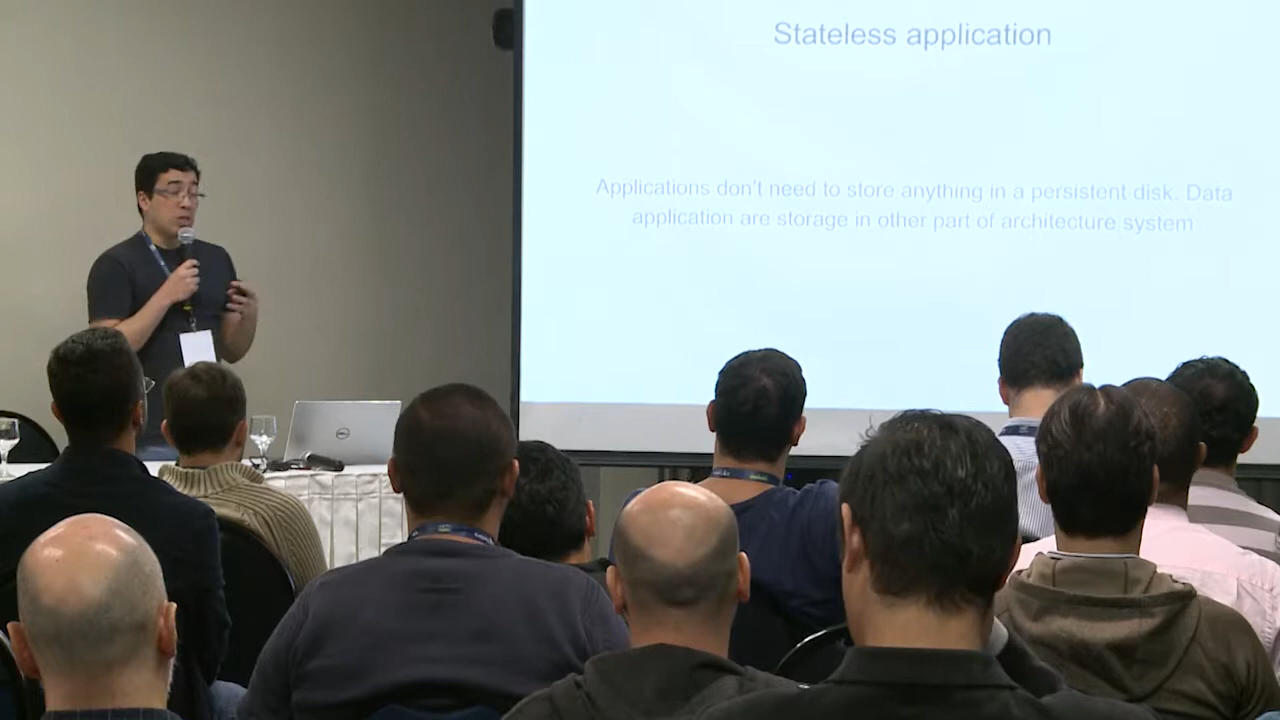 Stateless application
Applications don't need to store anything in a persistent disk. Data
application are storage in other part of architecture system